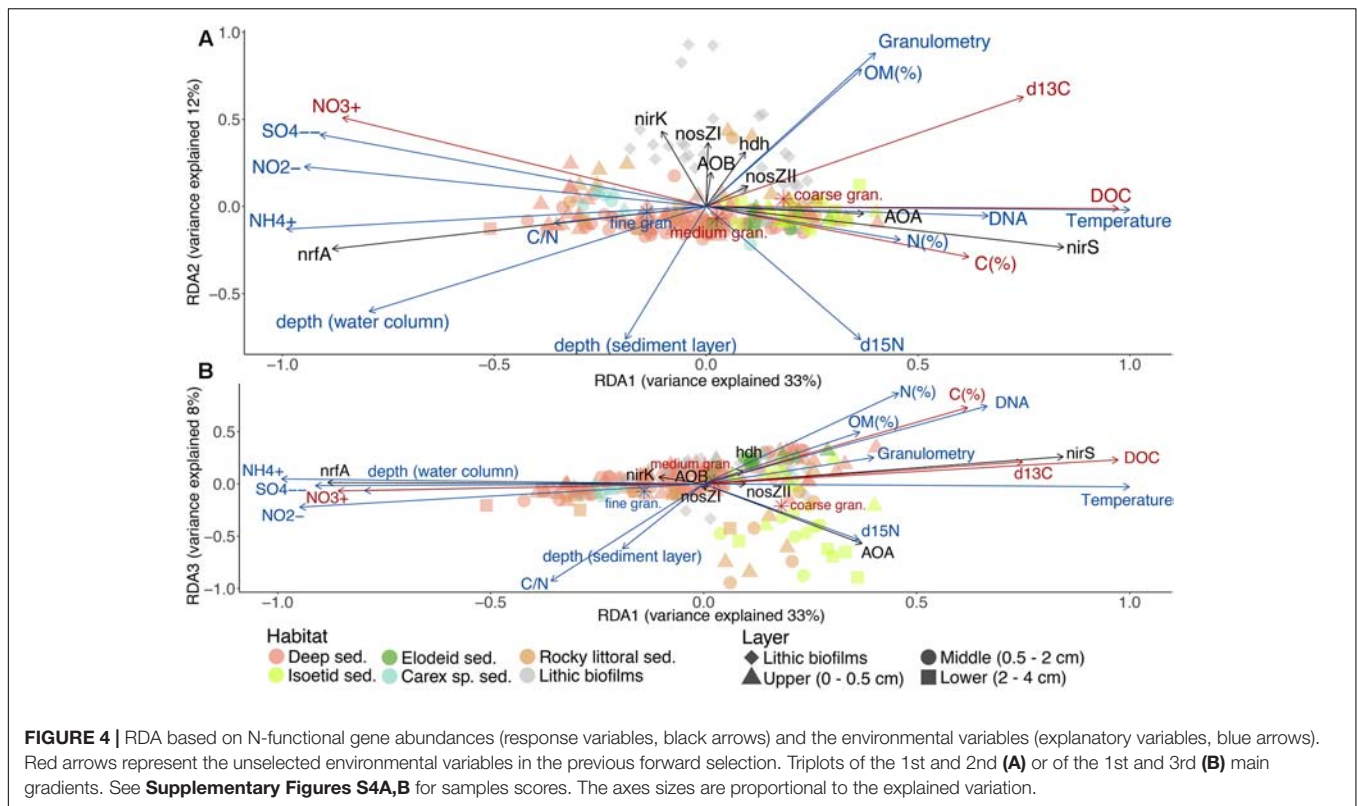 A
1.0
0.5
0.0
−0.5
RDA2 (variance explained 12%)
Granulometry
OM(%)
d13C
NO3+
SO4−−
NO2−
NH4+
nrfA
nirK
nosZI
hdh
AOB
nosZII
coarse gran.
DOC
AOA
DNA
Temperature
fine gran.
medium gran.
C/N
N(%)
nirS
C(%)
depth (water column)
depth (sediment layer)
d15N
−1.0
−0.5
0.0
0.5
1.0
RDA1 (variance explained 33%)
B
0.5
0.0
−0.5
−1.0
RDA3 (variance explained 8%)
N(%)
C(%)
DNA
OM(%)
hdh
Granulometry
nirS
d13C
DOC
NH4+
nrfA
depth (water column)
medium gran.
nirK
AOB
SO4−−
NO3+
NO2−
fine gran.
nosZI
nosZII
coarse gran.
Temperature
d15N
AOA
depth (sediment layer)
C/N
−1.0
−0.5
0.0
0.5
1.0
RDA1 (variance explained 33%)
Habitat
Deep sed.
Elodeid sed.
Rocky littoral sed.
Isoetid sed.
Carex sp. sed.
Lithic biofilms
Layer
Lithic biofilms
Middle (0.5 - 2 cm)
Upper (0 - 0.5 cm)
Lower (2 - 4 cm)
FIGURE 4 | RDA based on N-functional gene abundances (response variables, black arrows) and the environmental variables (explanatory variables, blue arrows).
Red arrows represent the unselected environmental variables in the previous forward selection. Triplots of the 1st and 2nd (A) or of the 1st and 3rd (B) main
gradients. See Supplementary Figures S4A,B for samples scores. The axes sizes are proportional to the explained variation.